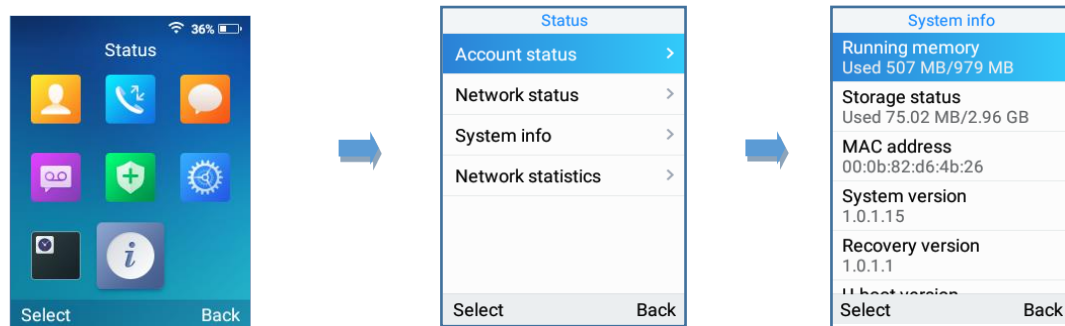 36%
Status
i
Select Back
Status
Account status
Network status
System info
Network statistics
Select Back
System info
Running memory
Used 507 MB/979 MB
Storage status
Used 75.02 MB/2.96 GB
MAC address
00:0b:82:d6:4b:26
System version
1.0.1.15
Recovery version
1.0.1.1
U-boot version
Select Back